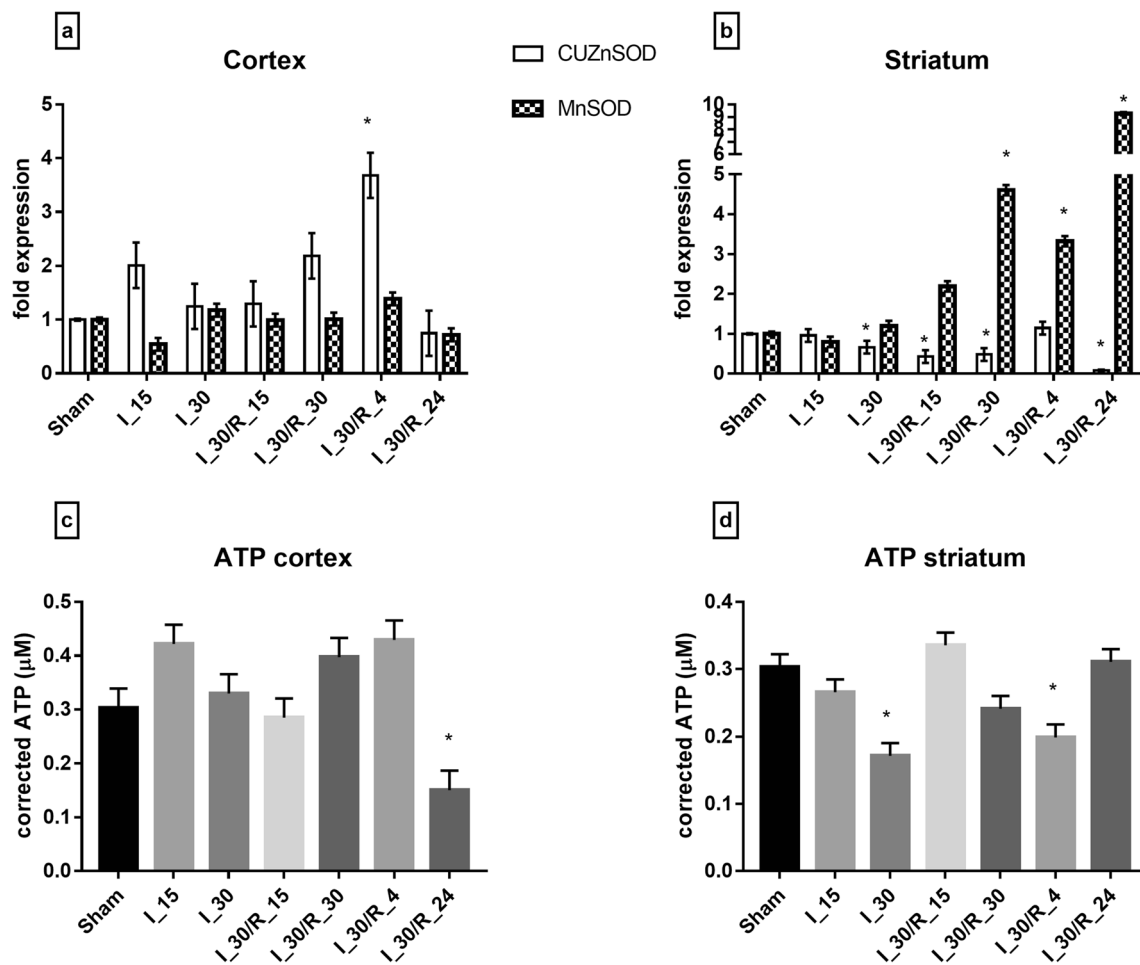 a
Cortex
fold expression
5
4
3
2
1
0
*
Sham
I_15
I_30
I_30/R_15
I_30/R_30
I_30/R_4
I_30/R_24
CUZnSOD
MnSOD
b
Striatum
fold expression
10
9
8
7
6
5
4
3
2
1
0
*
*
*
*
*
*
*
Sham
I_15
I_30
I_30/R_15
I_30/R_30
I_30/R_4
I_30/R_24
c
ATP cortex
corrected ATP (μM)
0.5
0.4
0.3
0.2
0.1
0.0
*
Sham
I_15
I_30
I_30/R_15
I_30/R_30
I_30/R_4
I_30/R_24
d
ATP striatum
corrected ATP (μM)
0.4
0.3
0.2
0.1
0.0
*
*
Sham
I_15
I_30
I_30/R_15
I_30/R_30
I_30/R_4
I_30/R_24